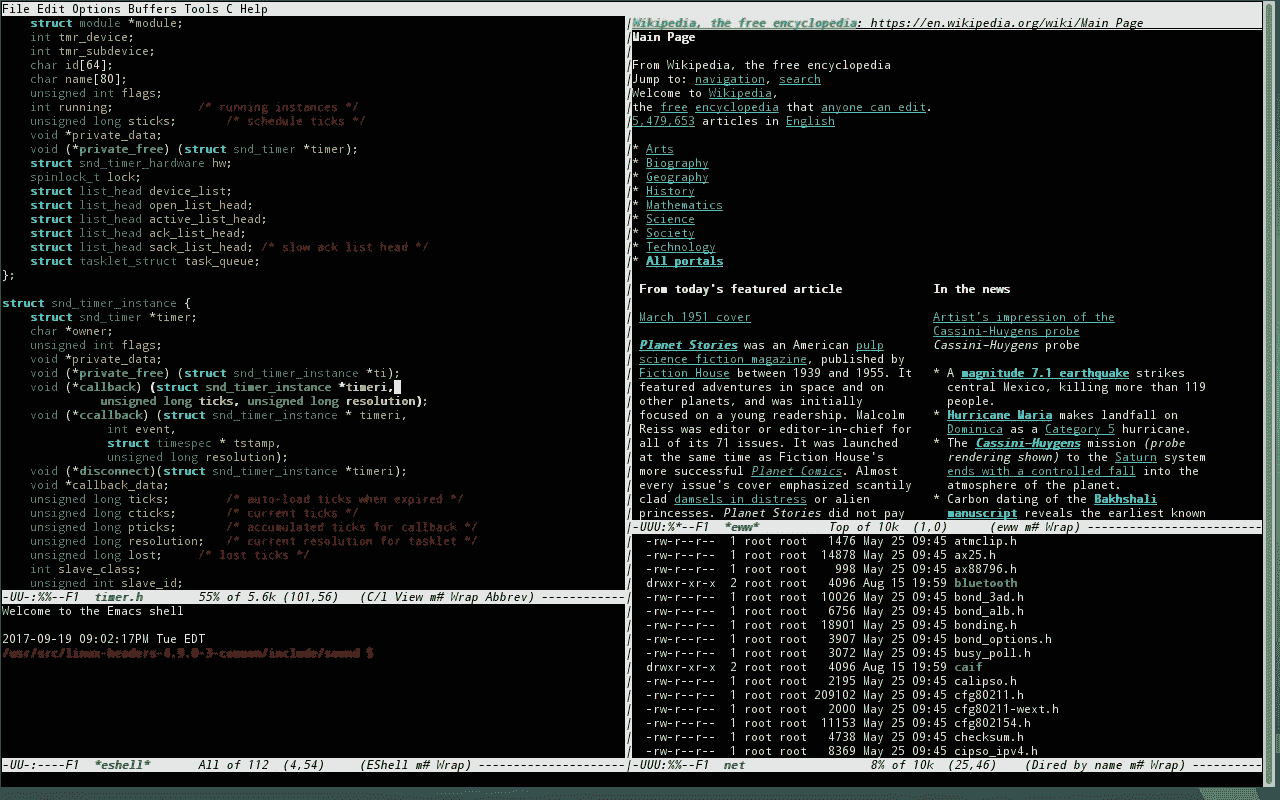 File Edit Options Buffers Tools C Help
    struct module *module;
    int tmr_device;
    int tmr_subdevice;
    char id[64];
    char name[80];
    unsigned int flags;
    int running;            /* running instances */
    unsigned long sticks;       /* schedule ticks */
    void *private_data;
    void (*private_free) (struct snd_timer *timer);
    struct snd_timer_hardware hw;
    spinlock_t lock;
    struct list_head device_list;
    struct list_head open_list_head;
    struct list_head active_list_head;
    struct list_head ack_list_head;
    struct list_head sack_list_head; /* slow ack list head */
    struct tasklet_struct task_queue;
};
struct snd_timer_instance {
    struct snd_timer *timer;
    char *owner;
    unsigned int flags;
    void *private_data;
    void (*private_free) (struct snd_timer_instance *ti);
    void (*callback) (struct snd_timer_instance *timeri,
              unsigned long ticks, unsigned long resolution);
    void (*ccallback) (struct snd_timer_instance * timeri,
               int event,
               struct timespec * tstamp,
               unsigned long resolution);
    void (*disconnect)(struct snd_timer_instance *timeri);
    void *callback_data;
    unsigned long ticks;        /* auto-load ticks when expired */
    unsigned long cticks;       /* current ticks */
    unsigned long pticks;       /* accumulated ticks for callback */
    unsigned long resolution;   /* current resolution for tasklet */
    unsigned long lost;     /* lost ticks */
    int slave_class;
    unsigned int slave_id;
-UU-:%%--F1  timer.h        55% of 5.6k (101,56)   (C/l View m# Wrap Abbrev) ------------
Welcome to the Emacs shell
2017-09-19 09:02:17PM Tue EDT
/usr/src/linux-headers-4.9.0-3-common/include/sound $
-UU-:----F1  *eshell*       All of 112  (4,54)     (EShell m# Wrap) ---------------------
Wikipedia, the free encyclopedia: https://en.wikipedia.org/wiki/Main_Page
Main Page
From Wikipedia, the free encyclopedia
Jump to: navigation, search
Welcome to Wikipedia,
the free encyclopedia that anyone can edit.
5,479,653 articles in English
* Arts
* Biography
* Geography
* History
* Mathematics
* Science
* Society
* Technology
* All portals
From today's featured article
March 1951 cover
Planet Stories was an American pulp
science fiction magazine, published by
Fiction House between 1939 and 1955. It
featured adventures in space and on
other planets, and was initially
focused on a young readership. Malcolm
Reiss was editor or editor-in-chief for
all of its 71 issues. It was launched
at the same time as Fiction House's
more successful Planet Comics. Almost
every issue's cover emphasized scantily
clad damsels in distress or alien
princesses. Planet Stories did not pay
In the news
Artist's impression of the
Cassini-Huygens probe
Cassini–Huygens probe
* A magnitude 7.1 earthquake strikes
  central Mexico, killing more than 119
  people.
* Hurricane Maria makes landfall on
  Dominica as a Category 5 hurricane.
* The Cassini–Huygens mission (probe
  rendering shown) to the Saturn system
  ends with a controlled fall into the
  atmosphere of the planet.
* Carbon dating of the Bakhshali
  manuscript reveals the earliest known
-UUU:%*--F1  *eww*          Top of 10k  (1,0)      (eww m# Wrap) -------------------------
  -rw-r--r--  1 root root   1476 May 25 09:45 atmclip.h
  -rw-r--r--  1 root root  14878 May 25 09:45 ax25.h
  -rw-r--r--  1 root root    998 May 25 09:45 ax88796.h
  drwxr-xr-x  2 root root   4096 Aug 15 19:59 bluetooth
  -rw-r--r--  1 root root  10026 May 25 09:45 bond_3ad.h
  -rw-r--r--  1 root root   6756 May 25 09:45 bond_alb.h
  -rw-r--r--  1 root root  18901 May 25 09:45 bonding.h
  -rw-r--r--  1 root root   3907 May 25 09:45 bond_options.h
  -rw-r--r--  1 root root   3072 May 25 09:45 busy_poll.h
  drwxr-xr-x  2 root root   4096 Aug 15 19:59 caif
  -rw-r--r--  1 root root   2195 May 25 09:45 calipso.h
  -rw-r--r--  1 root root 209102 May 25 09:45 cfg80211.h
  -rw-r--r--  1 root root   2000 May 25 09:45 cfg80211-wext.h
  -rw-r--r--  1 root root  11153 May 25 09:45 cfg802154.h
  -rw-r--r--  1 root root   4738 May 25 09:45 checksum.h
  -rw-r--r--  1 root root   8369 May 25 09:45 cipso_ipv4.h
-UUU:%%--F1  net                  8% of 10k  (25,46)    (Dired by name m# Wrap) ----------